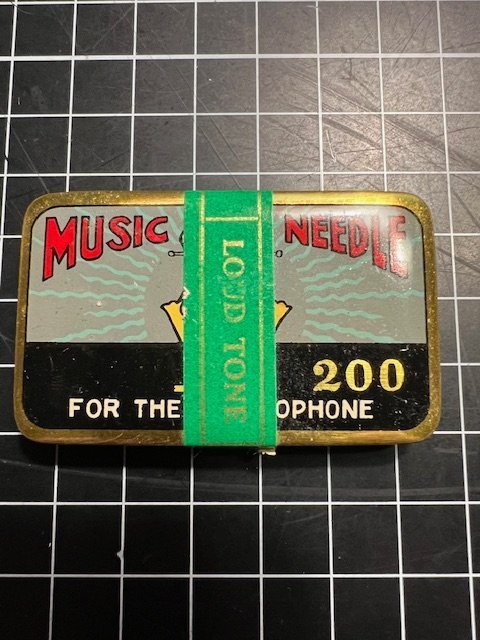 MUSIC NEEDLE
200
FOR THE OPHONE
LOUD TONE